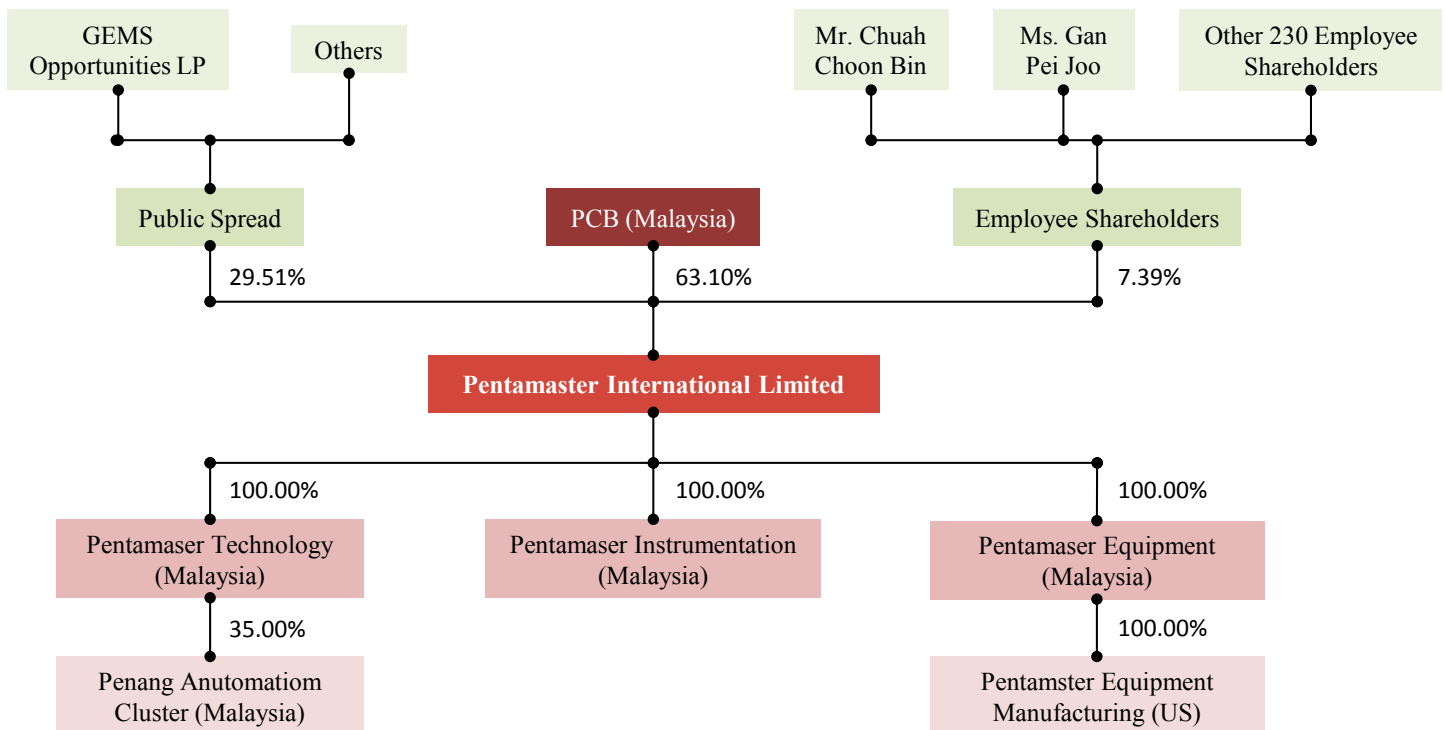 GEMS
Opportunities LP
Others
Mr. Chuah
Choon Bin
Ms. Gan
Pei Joo
Other 230 Employee
Shareholders
Public Spread
PCB (Malaysia)
Employee Shareholders
29.51%
63.10%
7.39%
Pentamaster International Limited
100.00%
100.00%
100.00%
Pentamaser Technology
(Malaysia)
Pentamaser Instrumentation
(Malaysia)
Pentamaser Equipment
(Malaysia)
35.00%
100.00%
Penang Anutomatiom
Cluster (Malaysia)
Pentamster Equipment
Manufacturing (US)